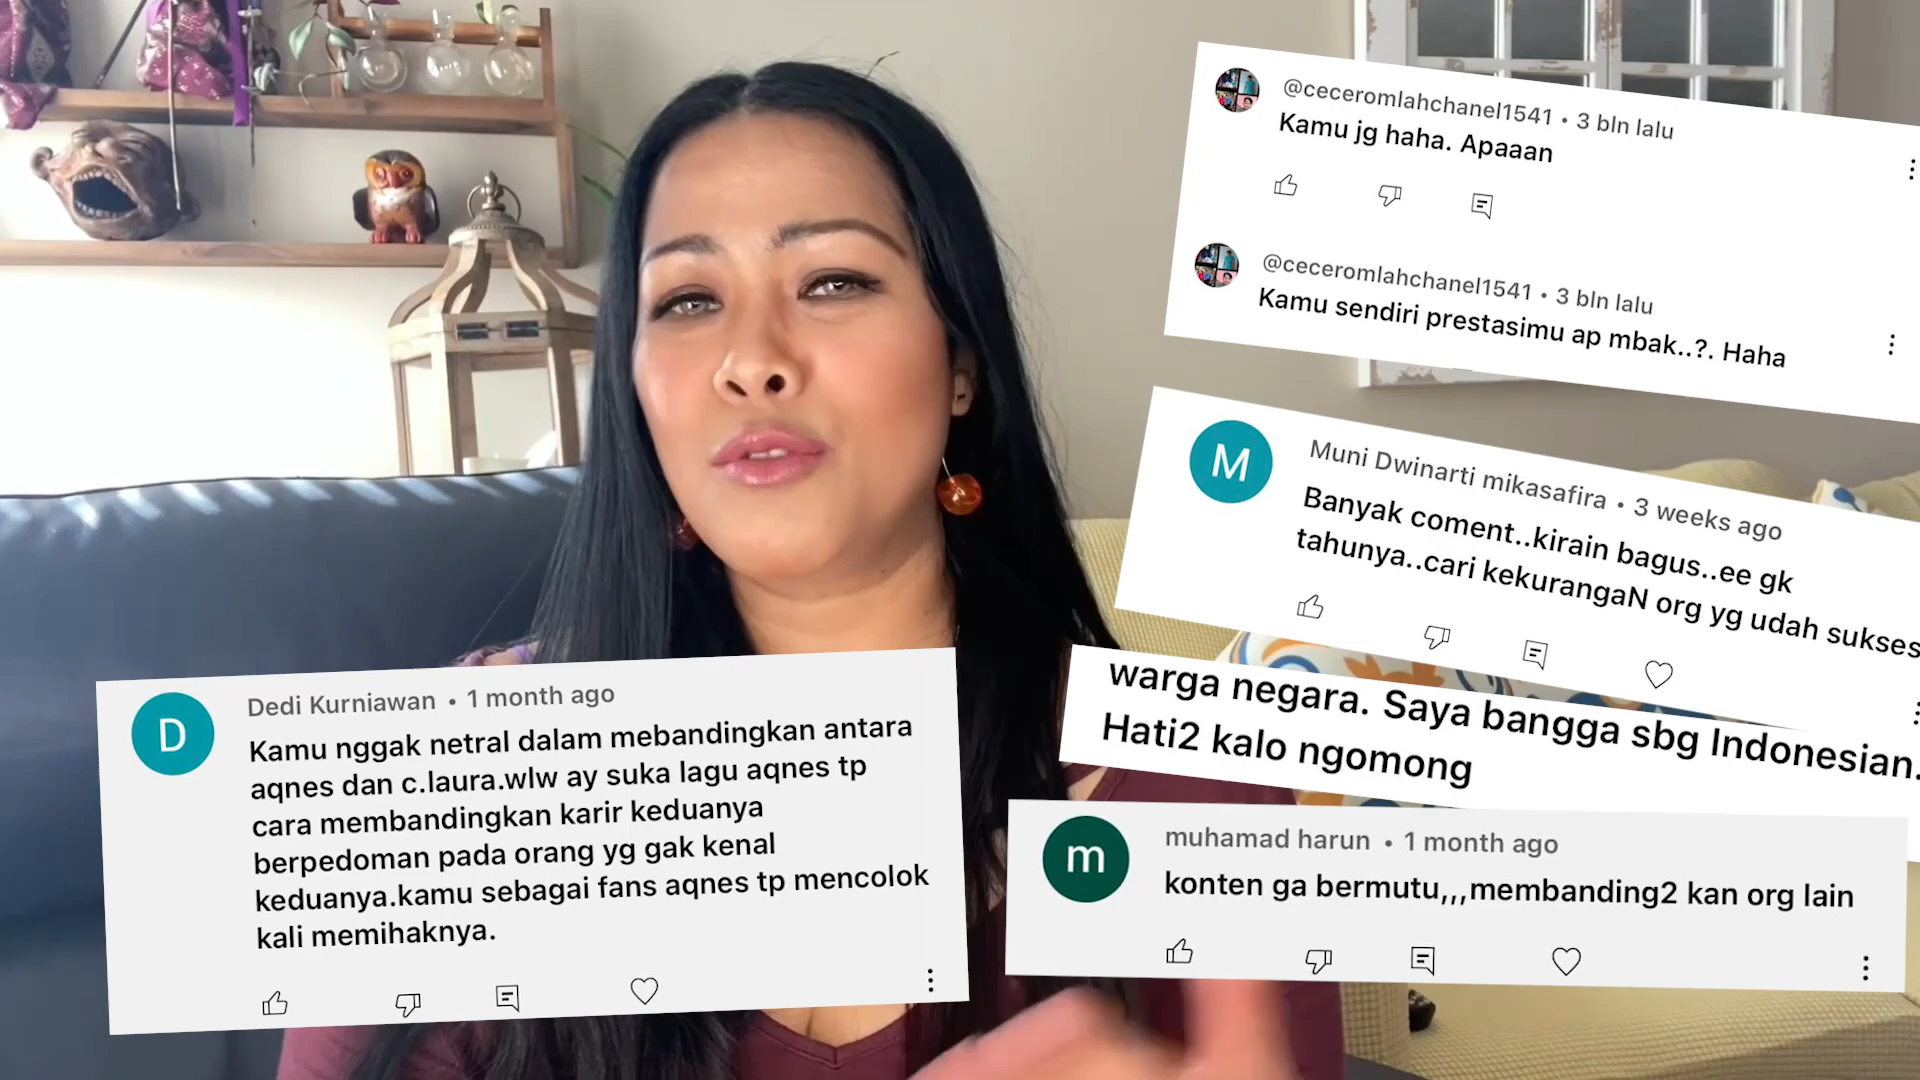 @ceceromlahchanel1541 • 3 bln lalu
Kamu jg haha. Apaaan
@ceceromlahchanel1541 • 3 bln lalu
Kamu sendiri prestasimu ap mbak..?. Haha
M
Muni Dwinarti mikasafira • 3 weeks ago
Banyak coment..kirain bagus..ee gk
tahunya..cari kekurangaN org yg udah sukses
warga negara. Saya bangga sbg Indonesian.
Hati2 kalo ngomong
D
Dedi Kurniawan • 1 month ago
Kamu nggak netral dalam mebandingkan antara
aqnes dan c.laura.wlw ay suka lagu aqnes tp
cara membandingkan karir keduanya
berpedoman pada orang yg gak kenal
keduanya.kamu sebagai fans aqnes tp mencolok
kali memihaknya.
m
muhamad harun • 1 month ago
konten ga bermutu,,,membanding2 kan org lain